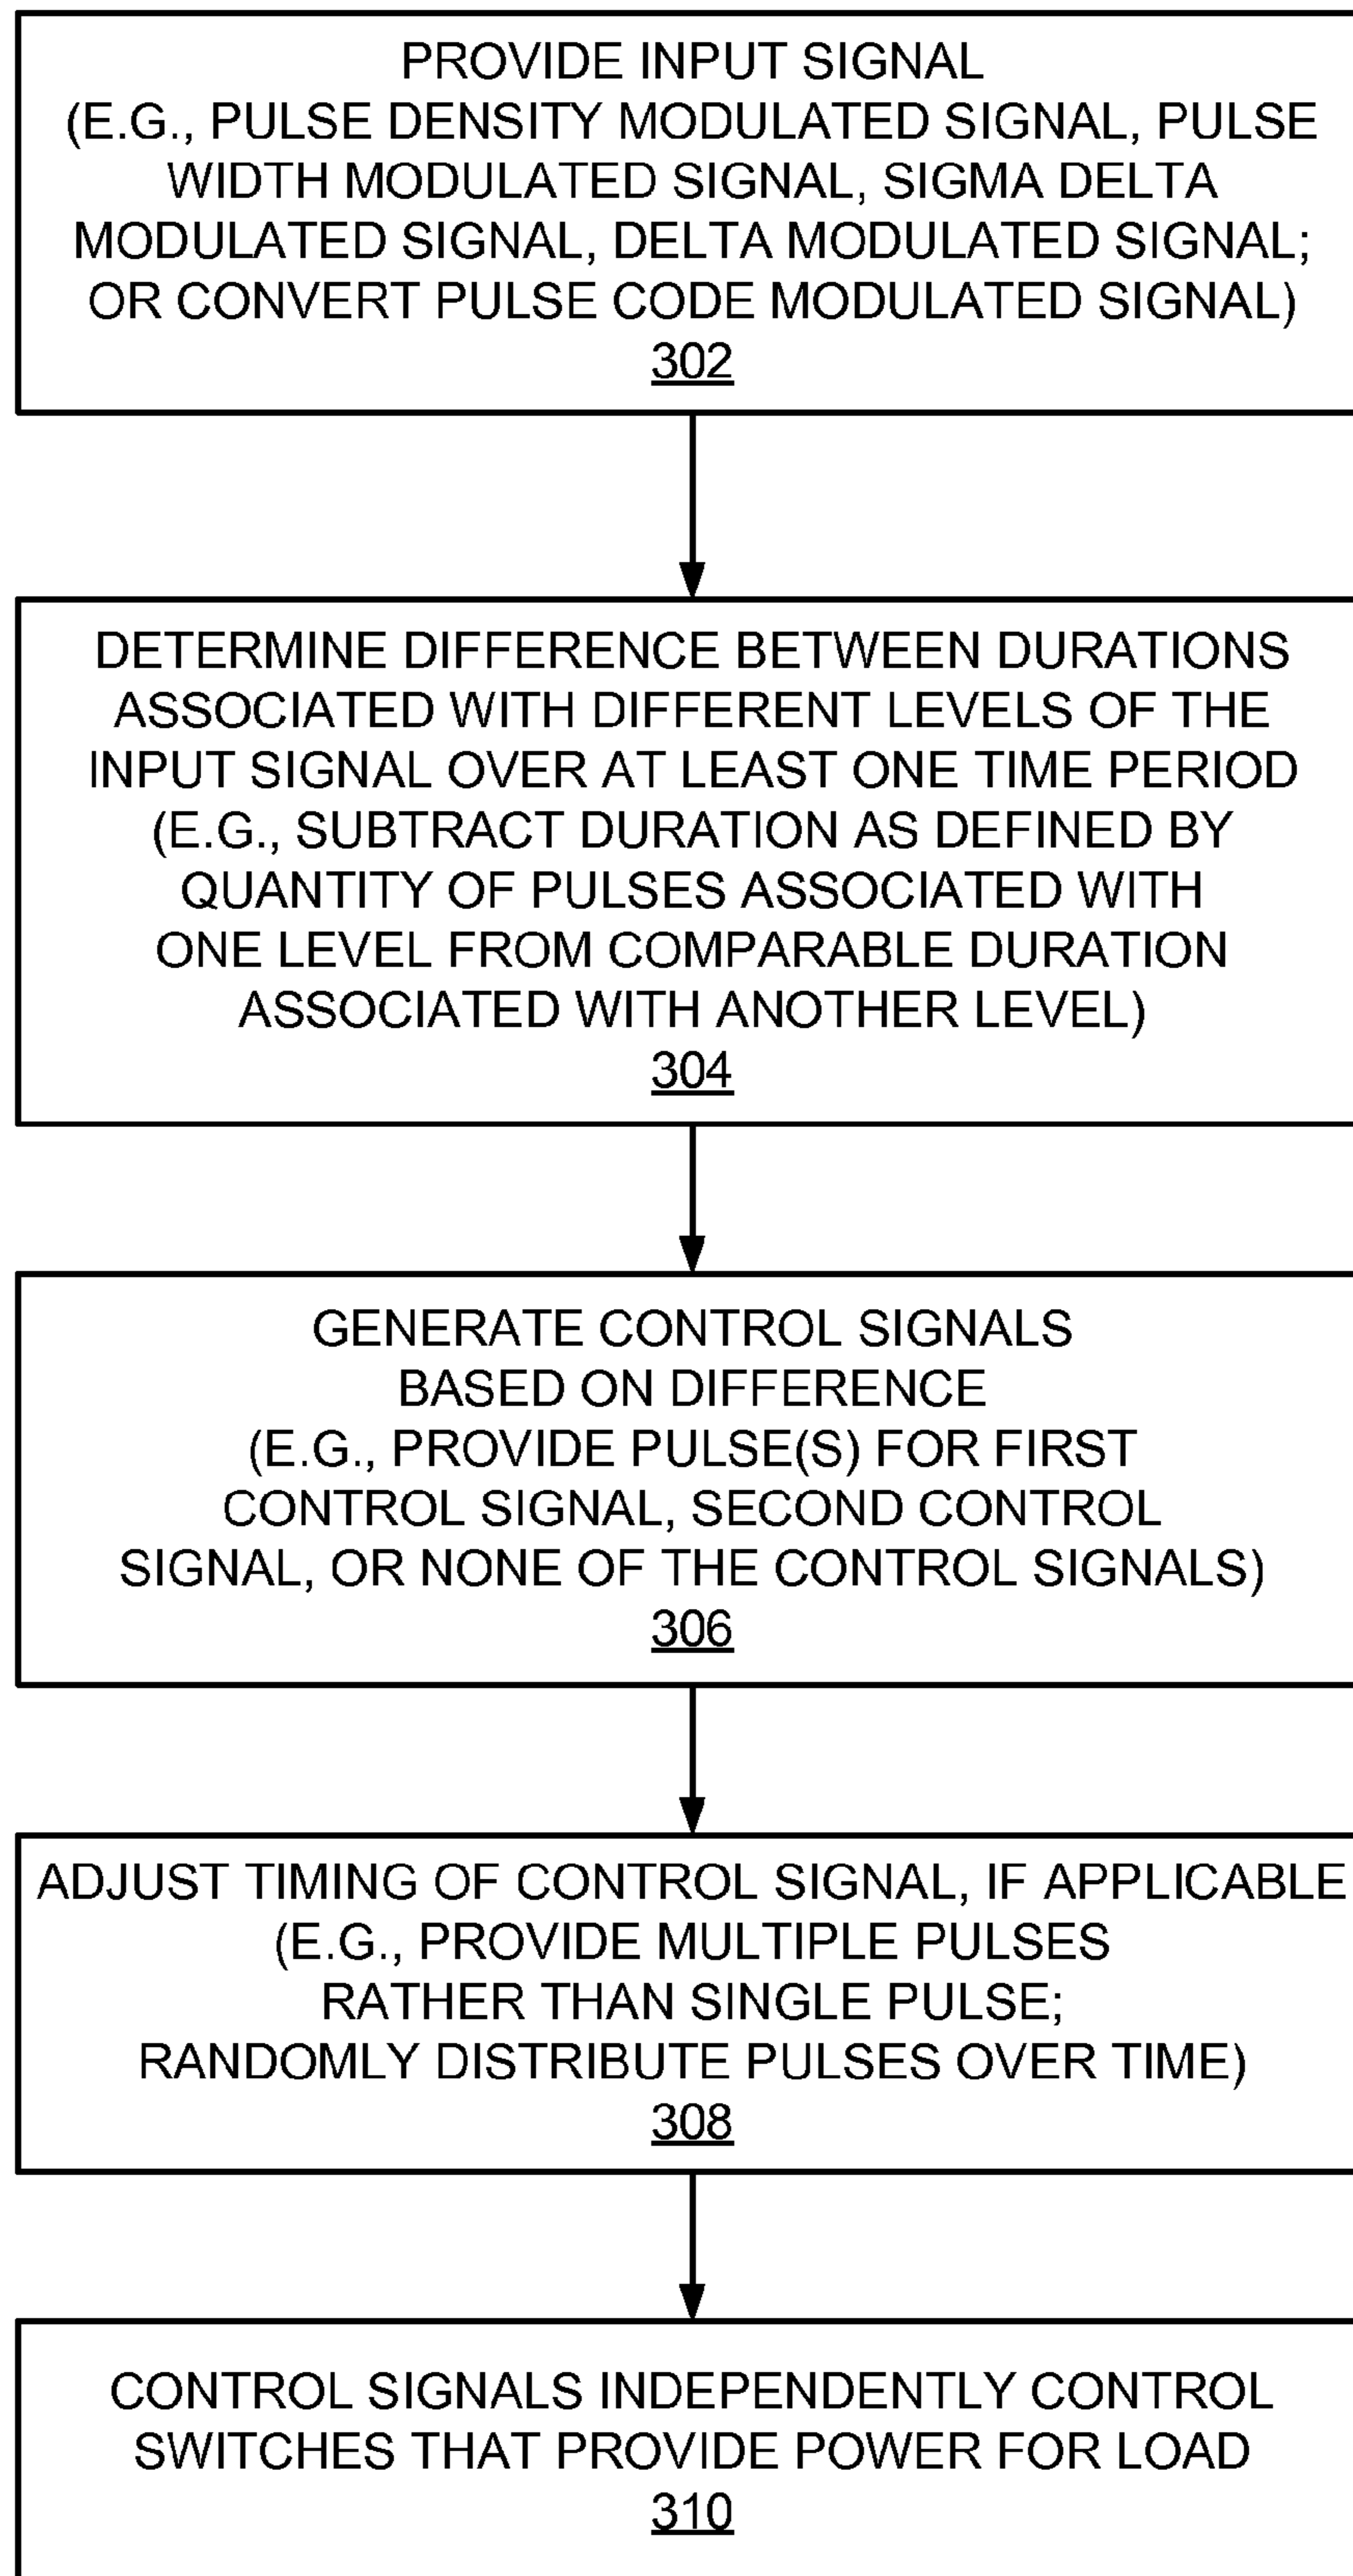 PROVIDE INPUT SIGNAL
(E.G., PULSE DENSITY MODULATED SIGNAL, PULSE
WIDTH MODULATED SIGNAL, SIGMA DELTA
MODULATED SIGNAL, DELTA MODULATED SIGNAL;
OR CONVERT PULSE CODE MODULATED SIGNAL)
302
DETERMINE DIFFERENCE BETWEEN DURATIONS
ASSOCIATED WITH DIFFERENT LEVELS OF THE
INPUT SIGNAL OVER AT LEAST ONE TIME PERIOD
(E.G., SUBTRACT DURATION AS DEFINED BY
QUANTITY OF PULSES ASSOCIATED WITH
ONE LEVEL FROM COMPARABLE DURATION
ASSOCIATED WITH ANOTHER LEVEL)
304
GENERATE CONTROL SIGNALS
BASED ON DIFFERENCE
(E.G., PROVIDE PULSE(S) FOR FIRST
CONTROL SIGNAL, SECOND CONTROL
SIGNAL, OR NONE OF THE CONTROL SIGNALS)
306
ADJUST TIMING OF CONTROL SIGNAL, IF APPLICABLE
(E.G., PROVIDE MULTIPLE PULSES
RATHER THAN SINGLE PULSE;
RANDOMLY DISTRIBUTE PULSES OVER TIME)
308
CONTROL SIGNALS INDEPENDENTLY CONTROL
SWITCHES THAT PROVIDE POWER FOR LOAD
310